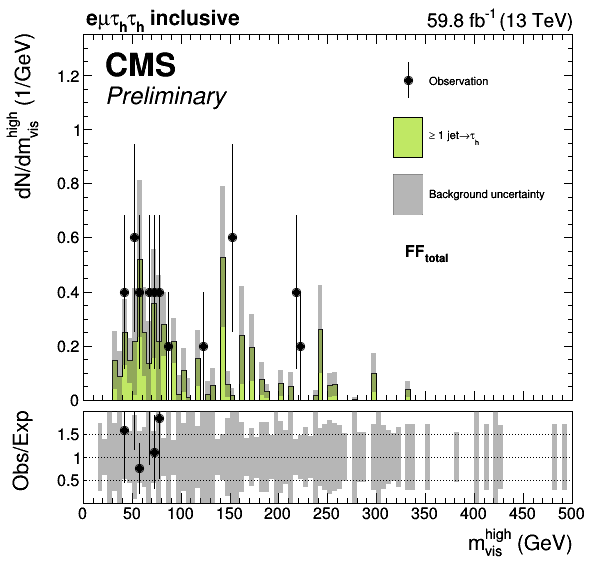 eμτhτh inclusive
59.8 fb⁻¹ (13 TeV)
CMS
Preliminary
Observation
≥ 1 jet→τh
Background uncertainty
FFtotal
dN/dm_vis^high (1/GeV)
1.2
1
0.8
0.6
0.4
0.2
0
Obs/Exp
1.5
1
0.5
0 50 100 150 200 250 300 350 400 450 500
m_vis^high (GeV)